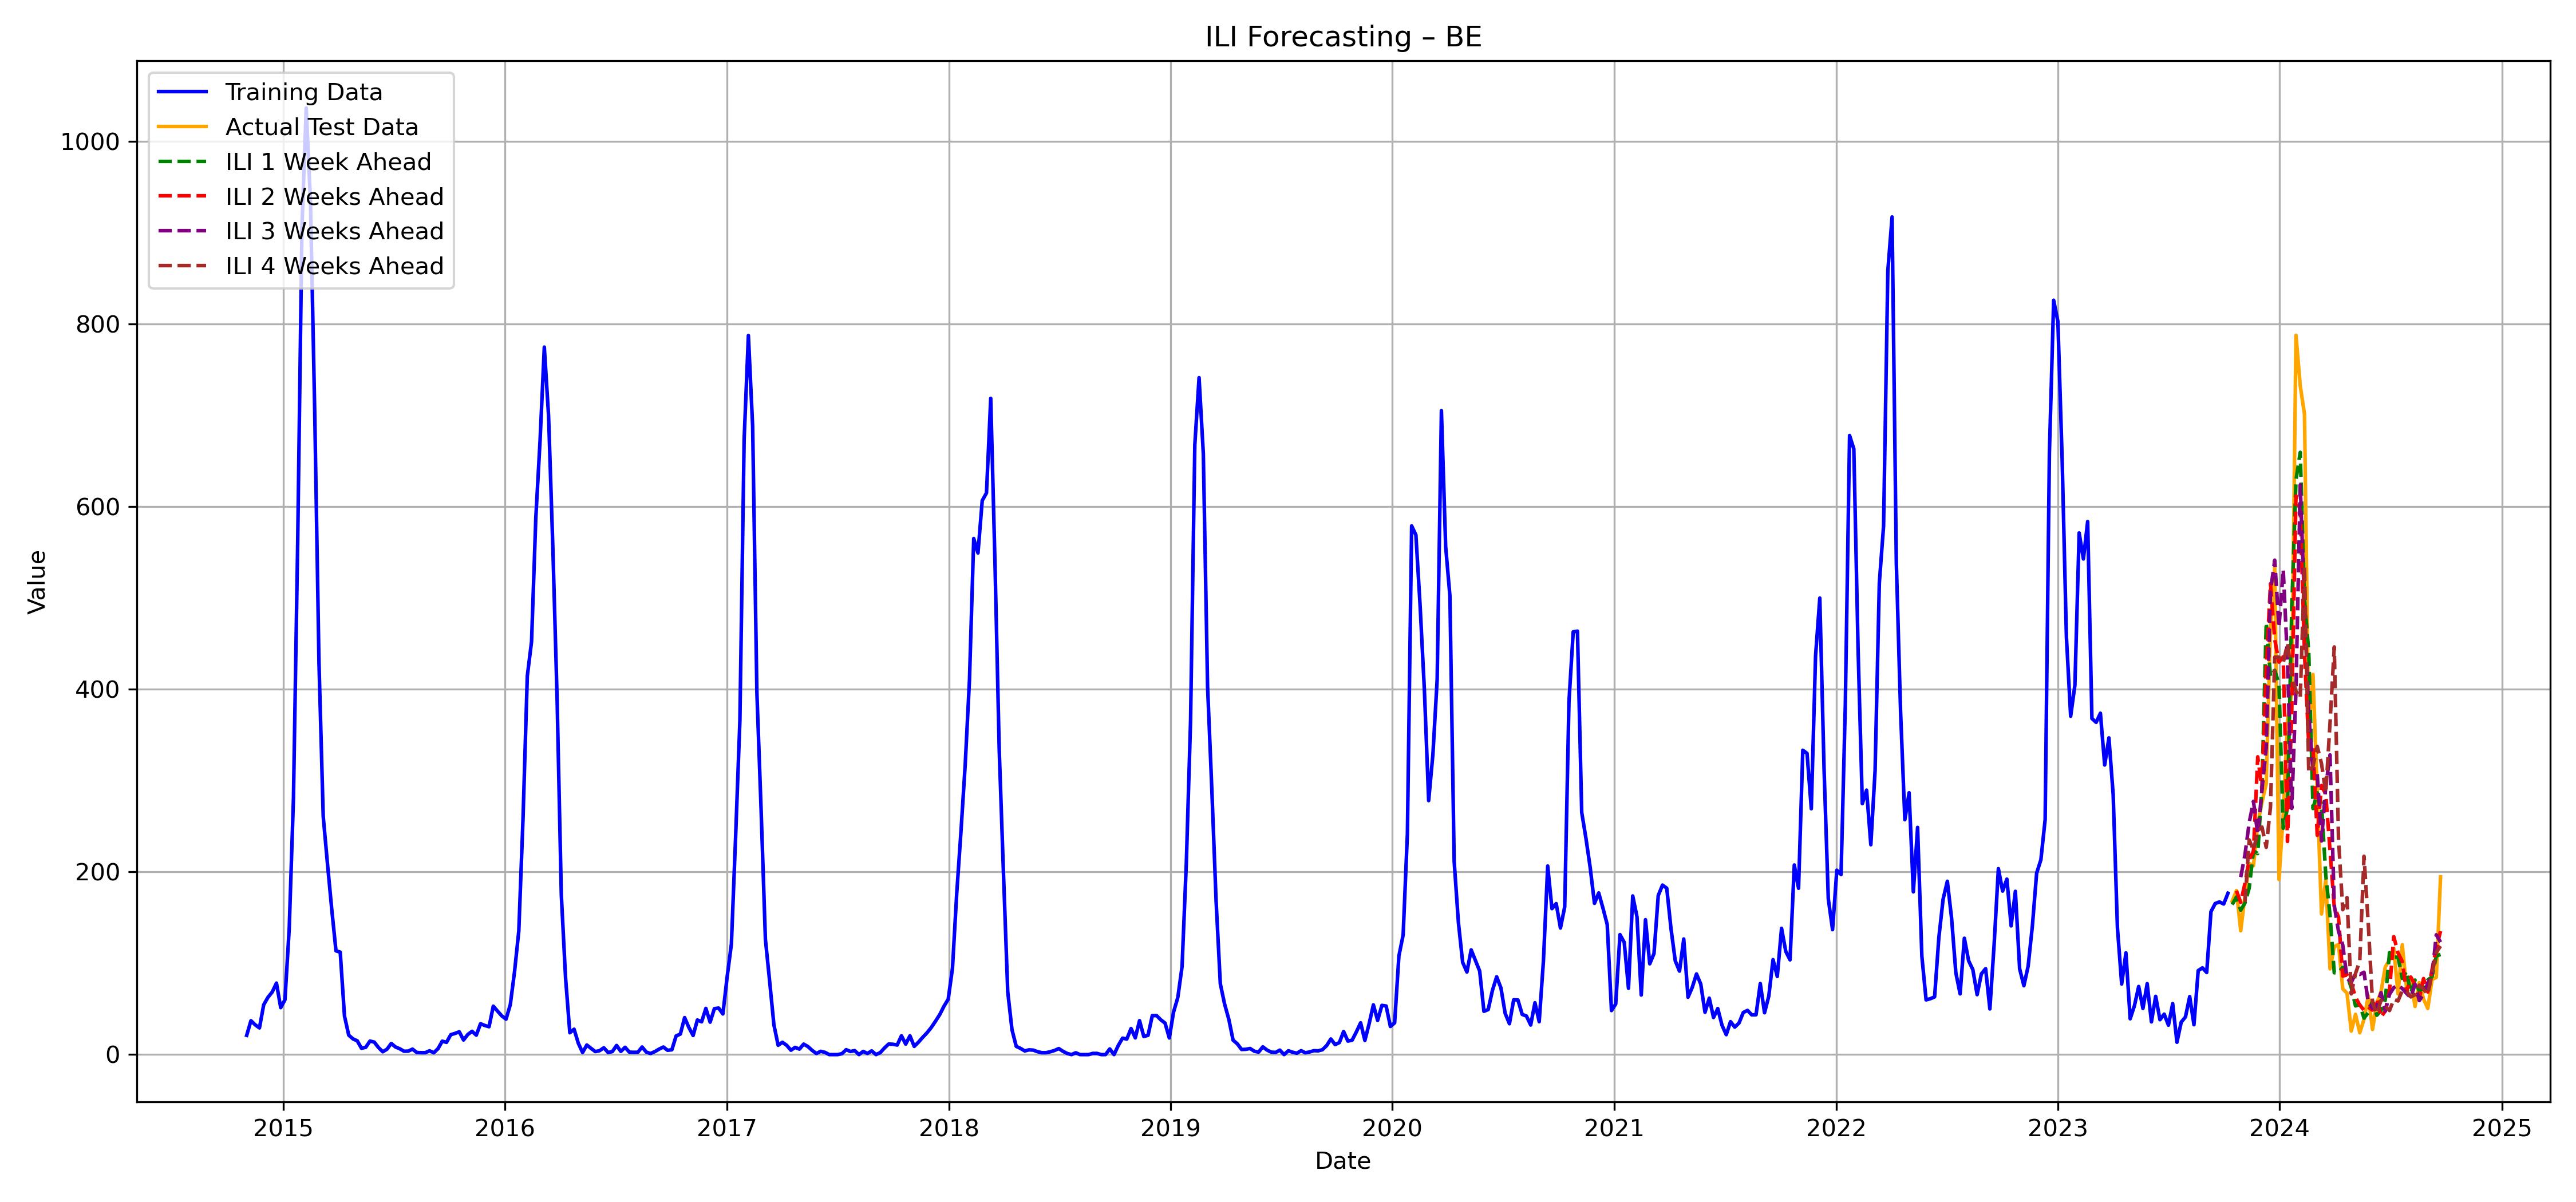 ILI Forecasting – BE
Training Data
Actual Test Data
ILI 1 Week Ahead
ILI 2 Weeks Ahead
ILI 3 Weeks Ahead
ILI 4 Weeks Ahead
1000
800
600
400
200
0
Value
2015 2016 2017 2018 2019 2020 2021 2022 2023 2024 2025
Date